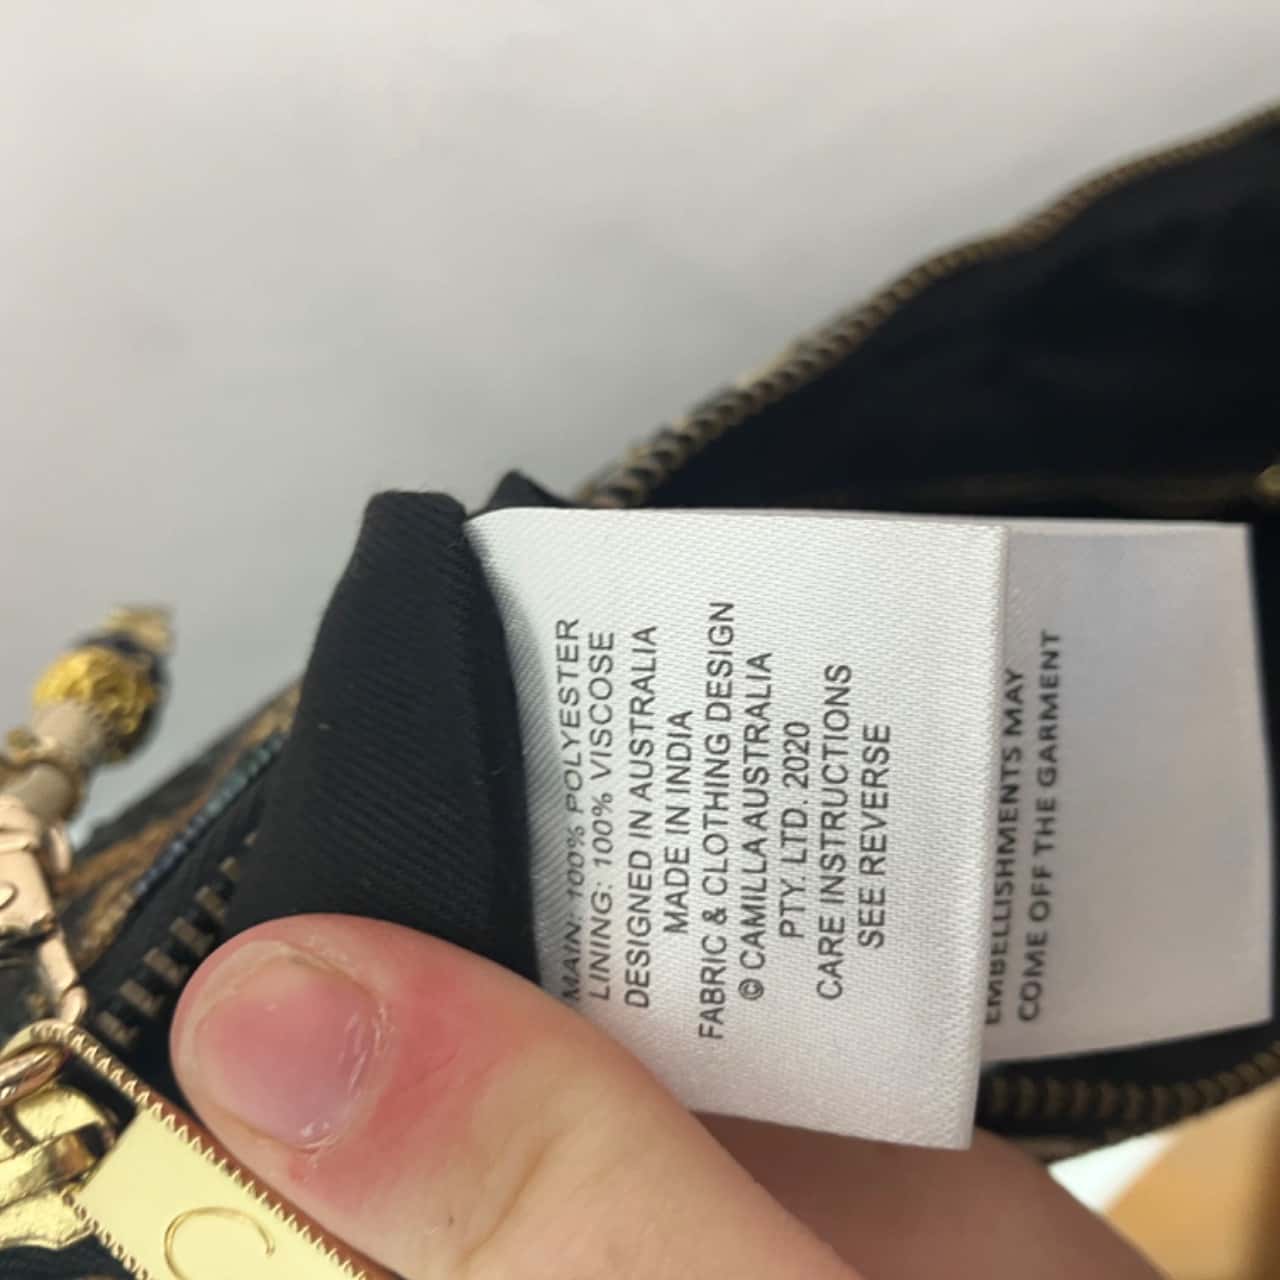 MAIN: 100% POLYESTER
LINING: 100% VISCOSE
DESIGNED IN AUSTRALIA
MADE IN INDIA
FABRIC & CLOTHING DESIGN
© CAMILLA AUSTRALIA
PTY. LTD. 2020
CARE INSTRUCTIONS
SEE REVERSE
EMBELLISHMENTS MAY
COME OFF THE GARMENT
C